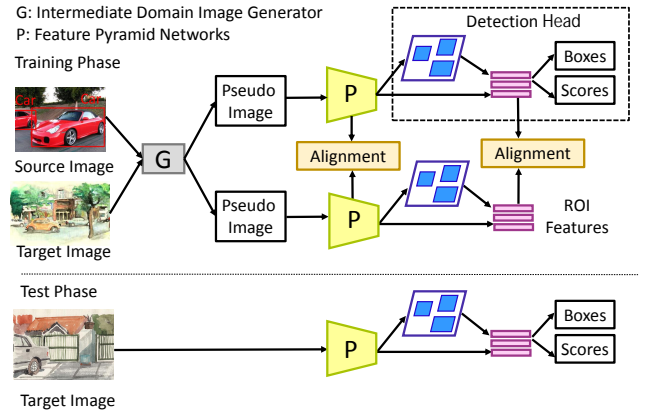 G: Intermediate Domain Image Generator
P: Feature Pyramid Networks
Training Phase
Detection Head
Boxes
Scores
Car
Car
Pseudo
Image
P
Source Image
G
Alignment
Alignment
Pseudo
Image
P
ROI
Features
Target Image
Test Phase
Boxes
P
Scores
Target Image